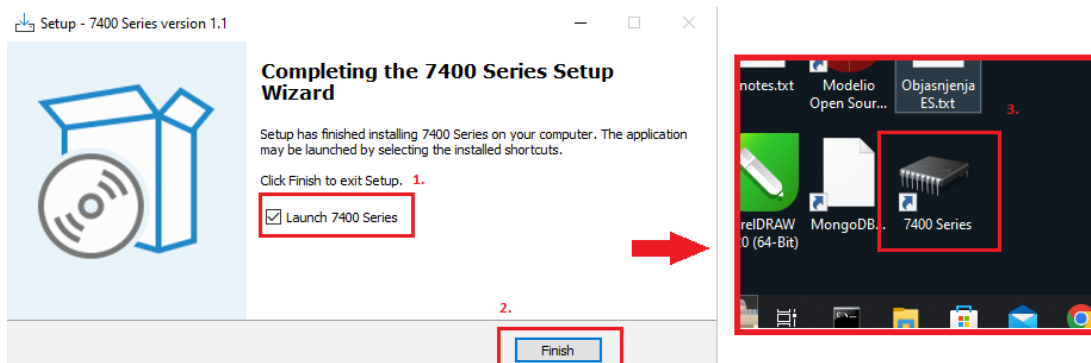 Setup - 7400 Series version 1.1
Completing the 7400 Series Setup
Wizard
Setup has finished installing 7400 Series on your computer. The application
may be launched by selecting the installed shortcuts.
Click Finish to exit Setup. 1.
Launch 7400 Series
2.
Finish
notes.txt
Modelio
Open Sour...
Objasnjenja
ES.txt
3.
relDRAW
0 (64-Bit)
MongoDB...
7400 Series